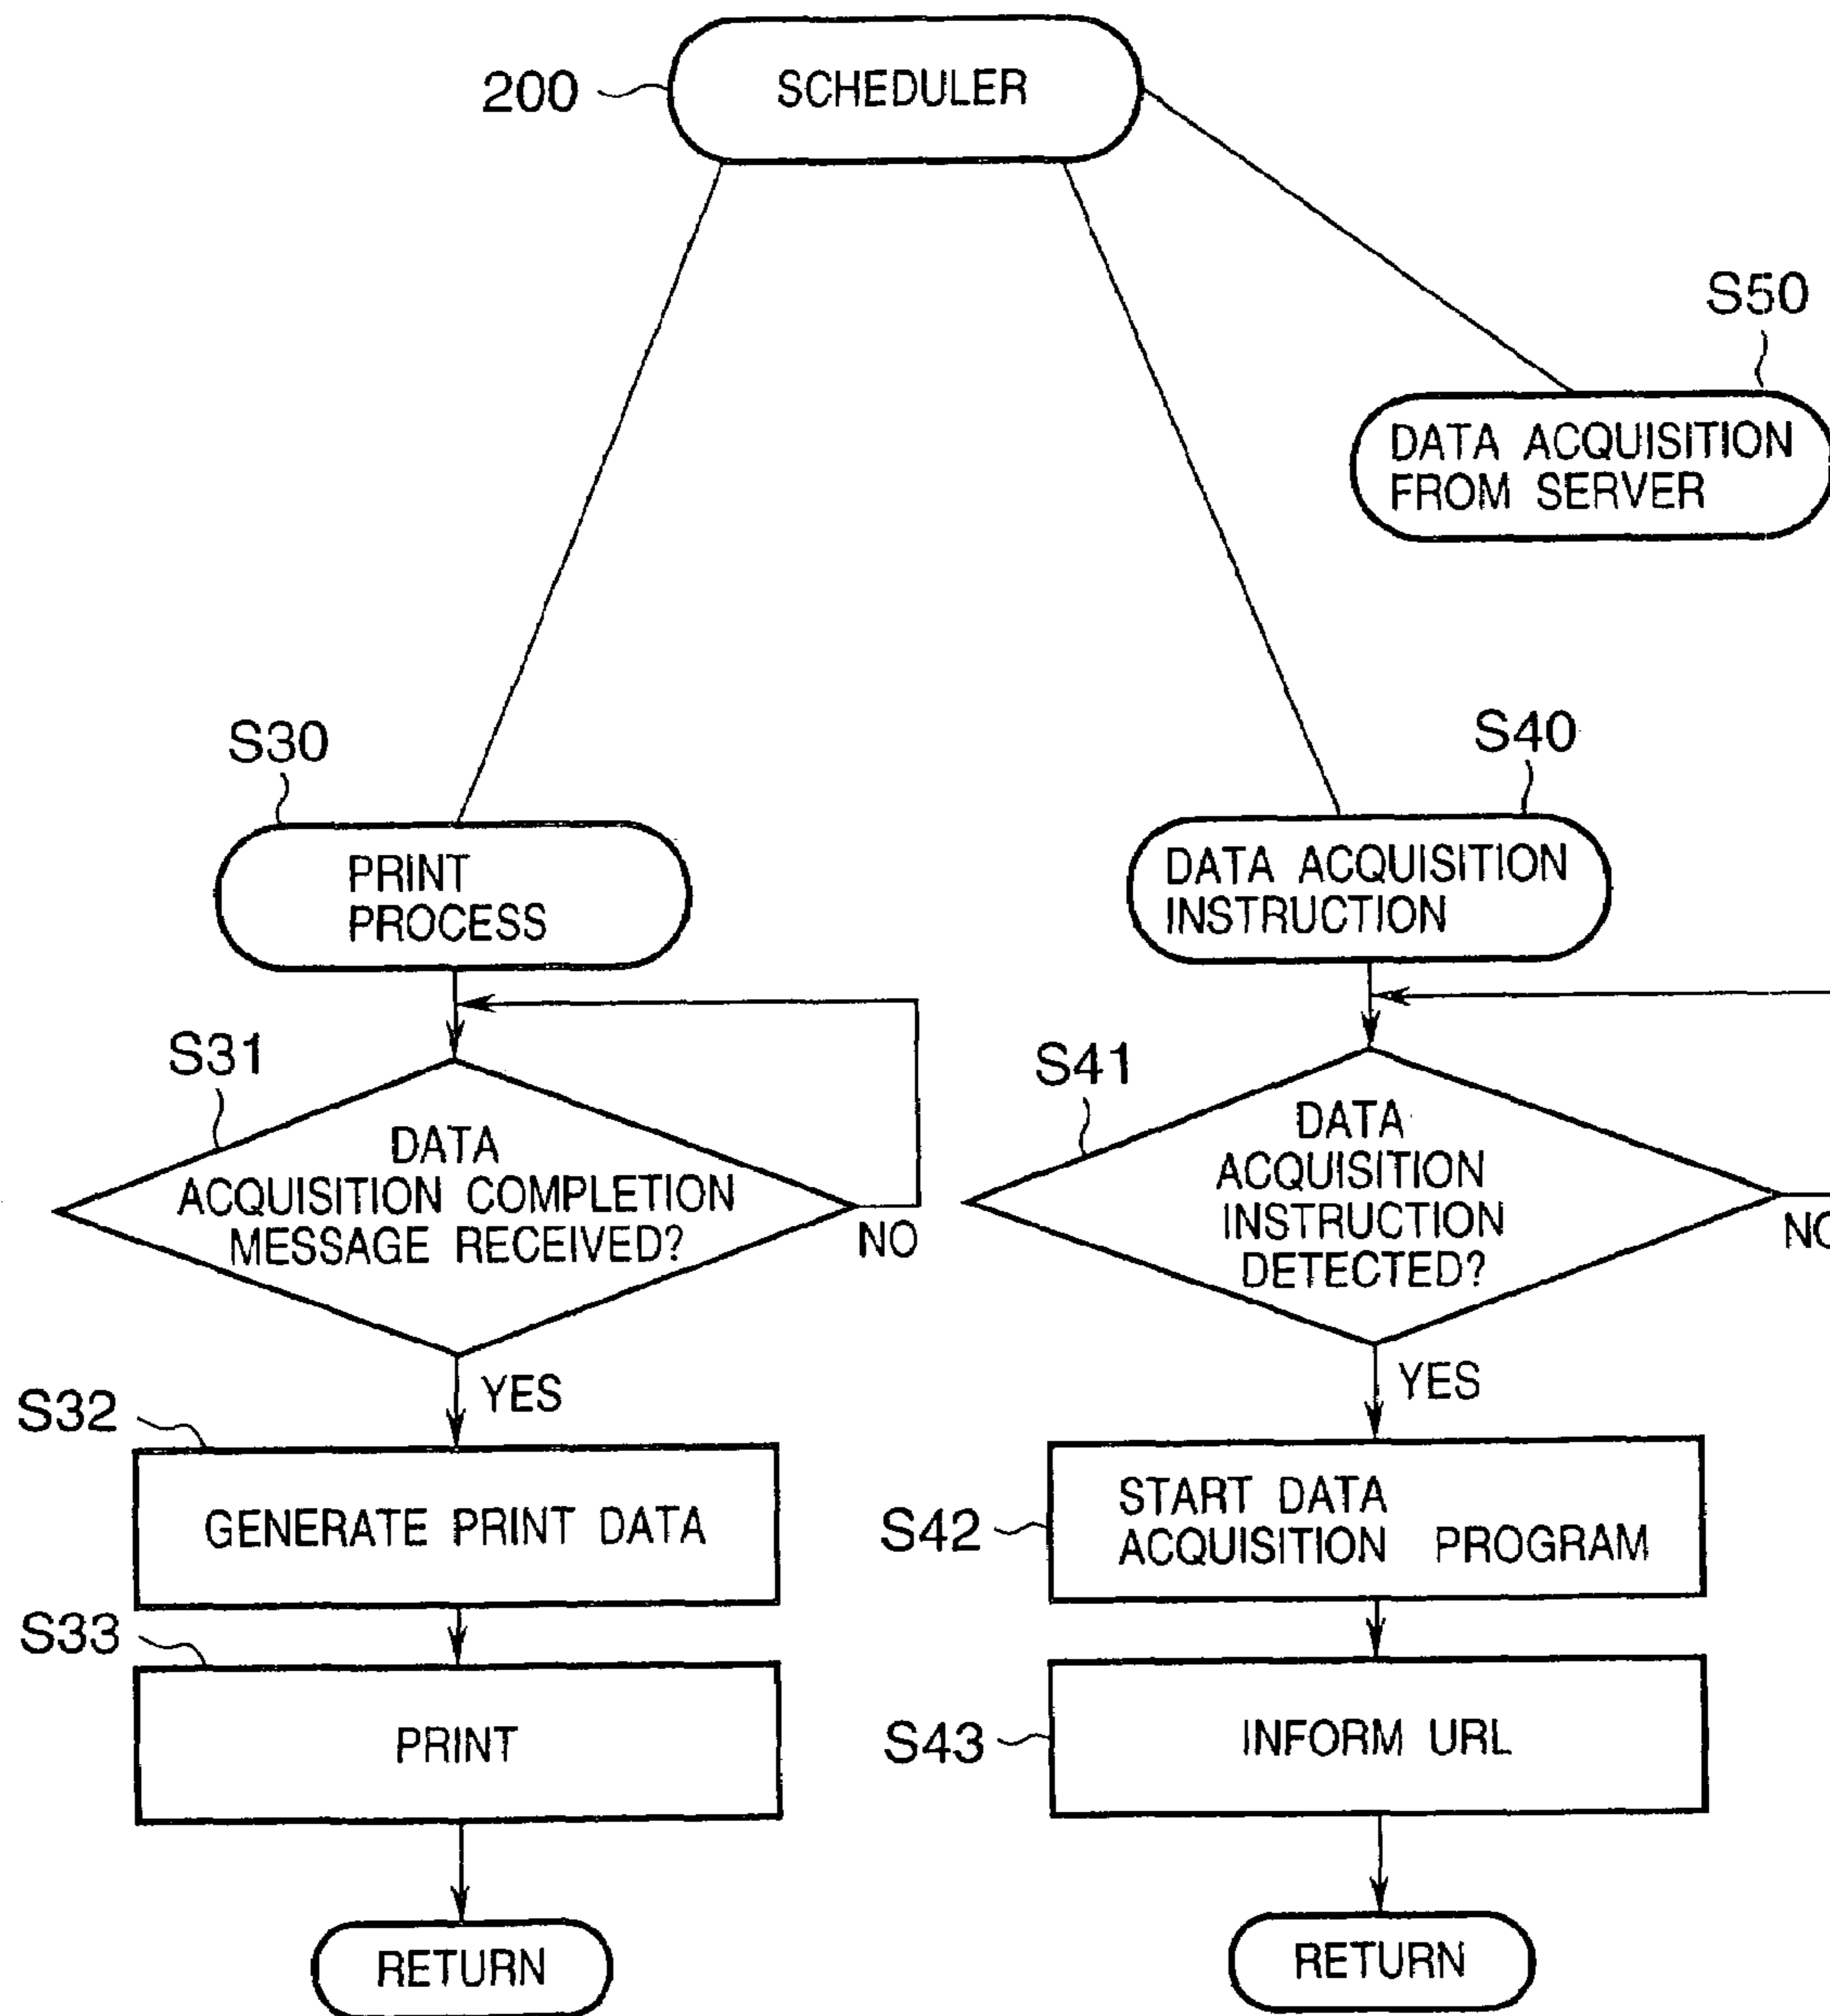 200
SCHEDULER
S50
DATA ACQUISITION
FROM SERVER
S30
PRINT
PROCESS
S40
DATA ACQUISITION
INSTRUCTION
S31
DATA
ACQUISITION COMPLETION
MESSAGE RECEIVED?
NO
YES
S32
GENERATE PRINT DATA
S33
PRINT
RETURN
S41
DATA
ACQUISITION
INSTRUCTION
DETECTED?
NO
YES
S42
START DATA
ACQUISITION PROGRAM
S43
INFORM URL
RETURN